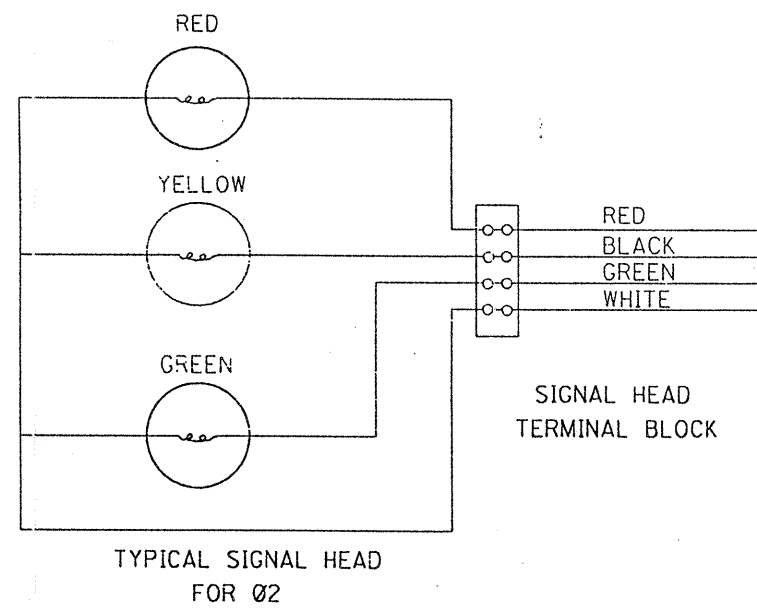 RED
YELLOW
GREEN
RED
BLACK
GREEN
WHITE
SIGNAL HEAD
TERMINAL BLOCK
TYPICAL SIGNAL HEAD
FOR Ø2